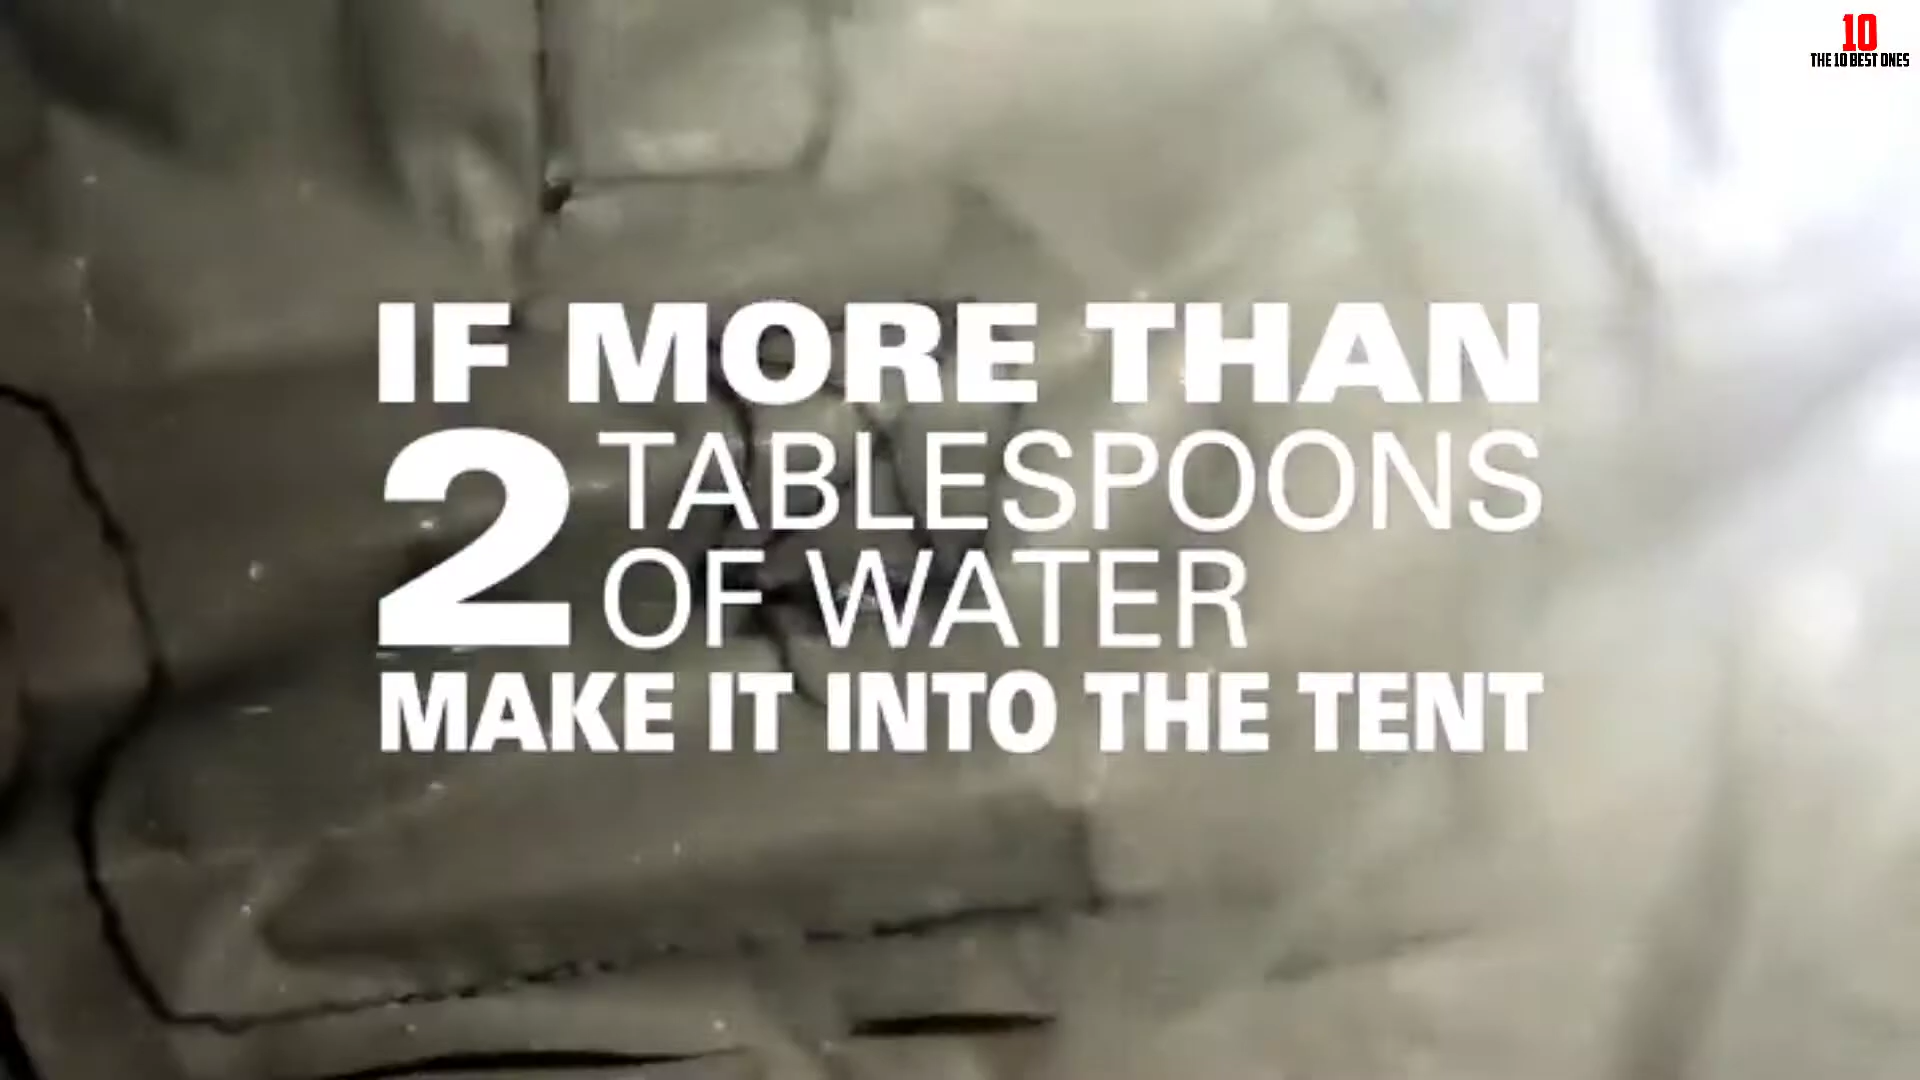 10
THE 10 BEST ONES
IF MORE THAN
2 TABLESPOONS
OF WATER
MAKE IT INTO THE TENT